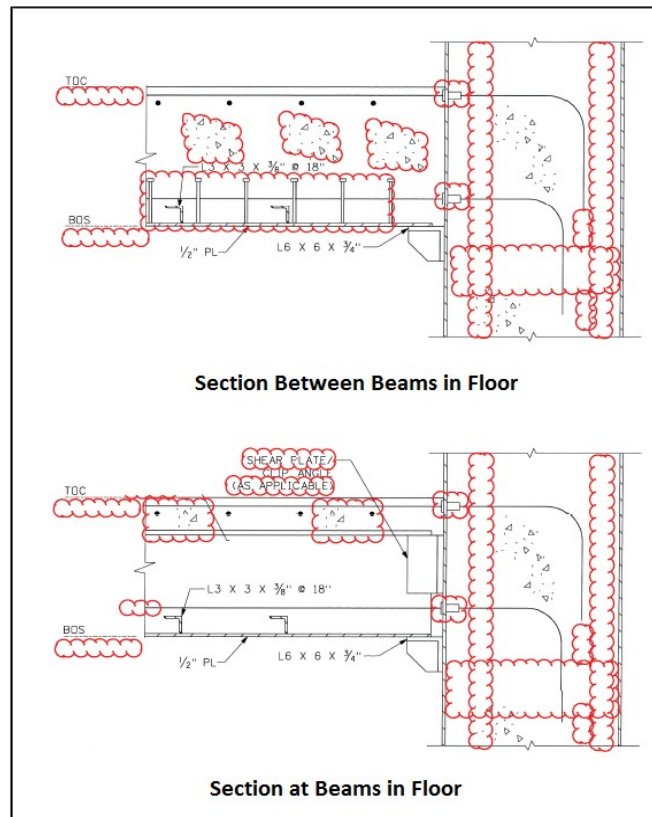 TOC
L3 X 3 X ⅜" @ 18"
BOS
½" PL
L6 X 6 X ¾"
Section Between Beams in Floor
SHEAR PLATE/
CLIP ANGLE
(AS APPLICABLE)
TOC
L3 X 3 X ⅜" @ 18"
BOS
½" PL
L6 X 6 X ¾"
Section at Beams in Floor